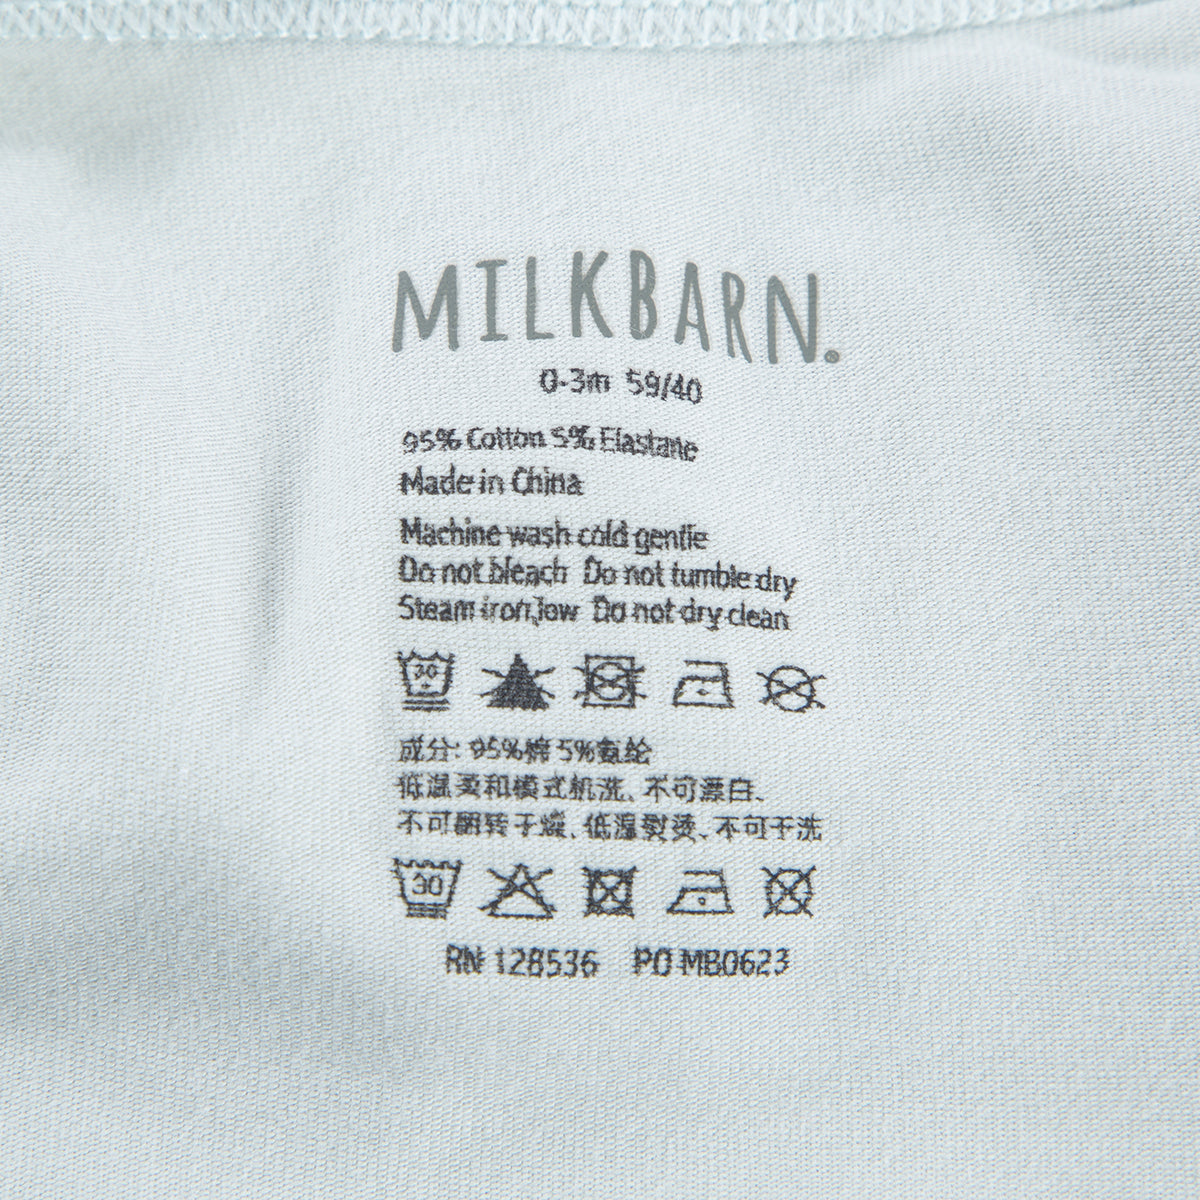 MILKBARN.
0-3m 59/40
95% Cotton 5% Elastane
Made in China
Machine wash cold gentle
Do not bleach Do not tumble dry
Steam iron, low Do not dry clean
30
成分: 95%棉 5%氨纶
低温柔和模式机洗、不可漂白、
不可翻转干燥、低温熨烫、不可干洗
30
RN 128536 PO MB0623